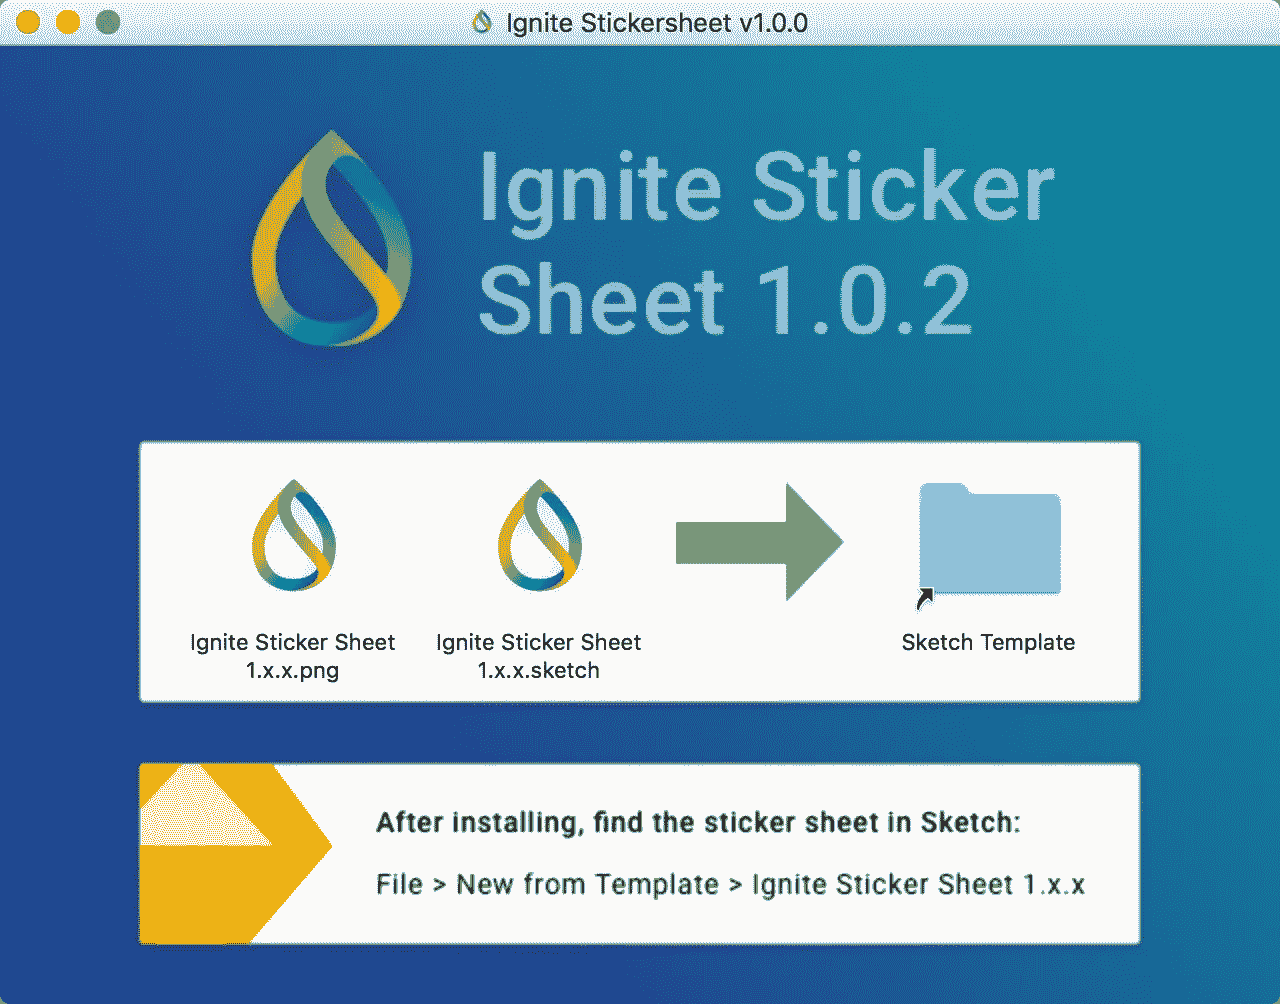 Ignite Stickersheet v1.0.0
Ignite Sticker
Sheet 1.0.2
Ignite Sticker Sheet
1.x.x.png
Ignite Sticker Sheet
1.x.x.sketch
Sketch Template
After installing, find the sticker sheet in Sketch:
File > New from Template > Ignite Sticker Sheet 1.x.x